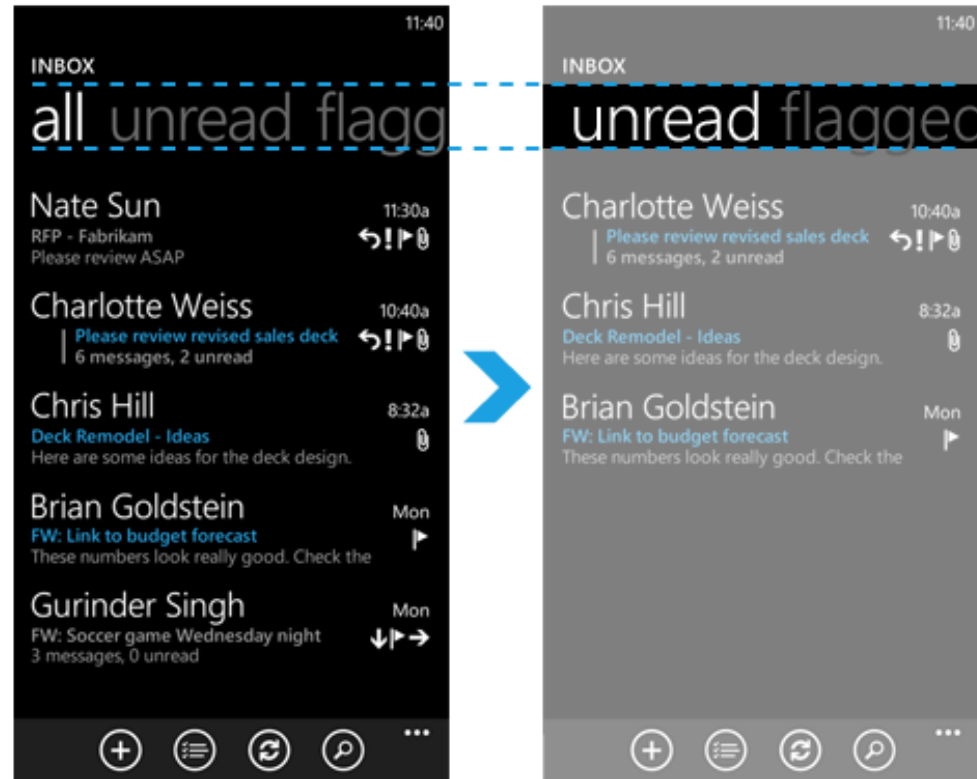 11:40
INBOX
all unread flagg
Nate Sun
11:30a
RFP - Fabrikam
Please review ASAP
Charlotte Weiss
10:40a
Please review revised sales deck
6 messages, 2 unread
Chris Hill
8:32a
Deck Remodel - Ideas
Here are some ideas for the deck design.
Brian Goldstein
Mon
FW: Link to budget forecast
These numbers look really good. Check the
Gurinder Singh
Mon
FW: Soccer game Wednesday night
3 messages, 0 unread
11:40
INBOX
unread flagged
Charlotte Weiss
10:40a
Please review revised sales deck
6 messages, 2 unread
Chris Hill
8:32a
Deck Remodel - Ideas
Here are some ideas for the deck design.
Brian Goldstein
Mon
FW: Link to budget forecast
These numbers look really good. Check the